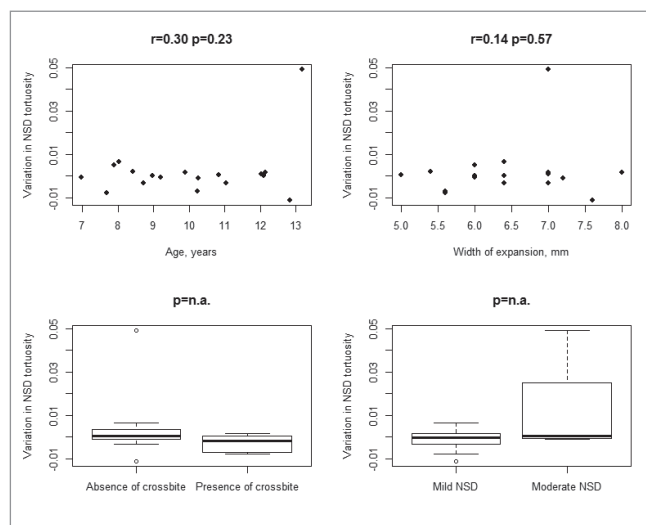 r=0.30 p=0.23
Variation in NSD tortuosity
0.05
0.03
0.01
-0.01
7 8 9 10 11 12 13
Age, years
r=0.14 p=0.57
Variation in NSD tortuosity
0.05
0.03
0.01
-0.01
5.0 5.5 6.0 6.5 7.0 7.5 8.0
Width of expansion, mm
p=n.a.
Variation in NSD tortuosity
0.05
0.03
0.01
-0.01
Absence of crossbite Presence of crossbite
p=n.a.
Variation in NSD tortuosity
0.05
0.03
0.01
-0.01
Mild NSD Moderate NSD